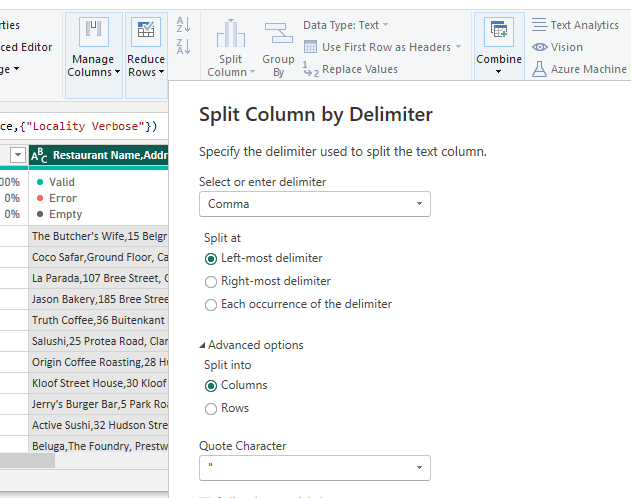 rties
ced Editor
ge
Manage
Columns
Reduce
Rows
A
Z
Z
A
Split
Column
Group
By
Data Type: Text
Use First Row as Headers
1
2
Replace Values
Combine
Text Analytics
Vision
Azure Machine
ce,{"Locality Verbose"})
Split Column by Delimiter
Specify the delimiter used to split the text column.
Select or enter delimiter
Comma
Split at
Left-most delimiter
Right-most delimiter
Each occurrence of the delimiter
Advanced options
Split into
Columns
Rows
Quote Character
"
ABC Restaurant Name,Addr
00% Valid
0% Error
0% Empty
The Butcher's Wife,15 Belgr
Coco Safar,Ground Floor, Ca
La Parada,107 Bree Street, C
Jason Bakery,185 Bree Stree
Truth Coffee,36 Buitenkant
Salushi,25 Protea Road, Clar
Origin Coffee Roasting,28 Hu
Kloof Street House,30 Kloof
Jerry's Burger Bar,5 Park Roa
Active Sushi,32 Hudson Stre
Beluga,The Foundry, Prestw